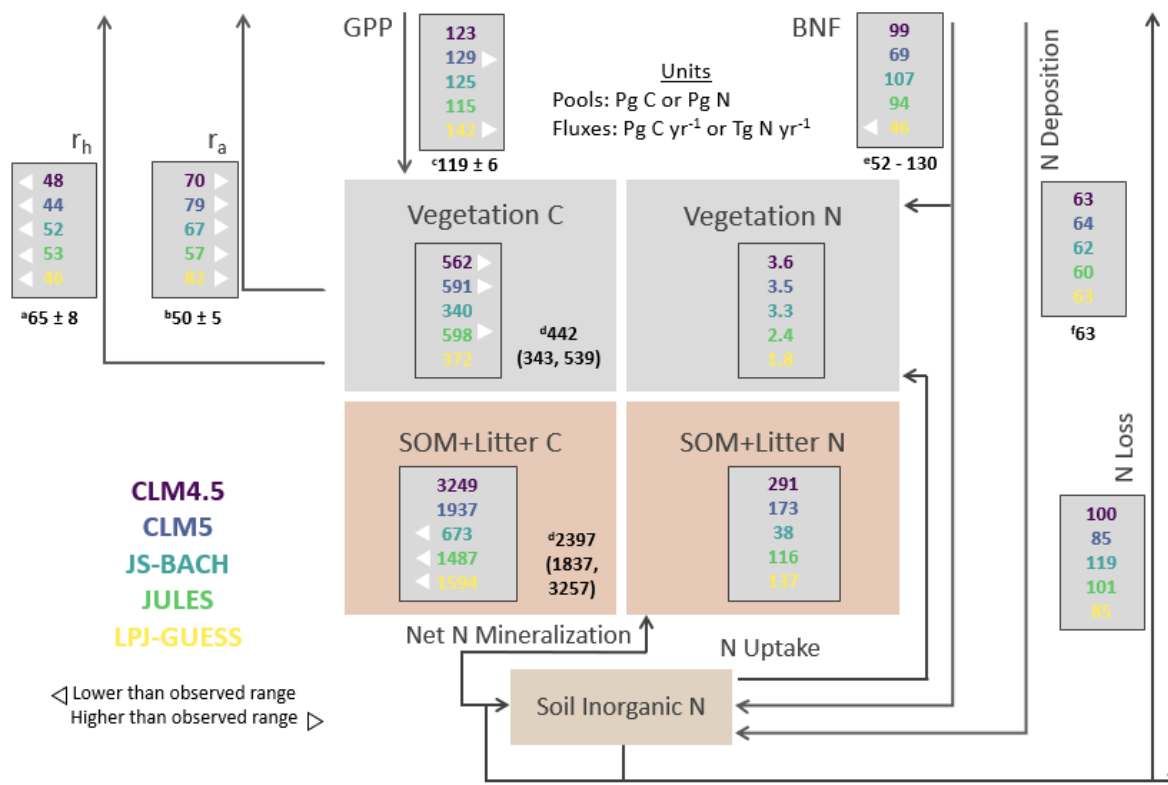 GPP
123
129
125
115
142
c119 ± 6
Units
Pools: Pg C or Pg N
Fluxes: Pg C yr-1 or Tg N yr-1
BNF
99
69
107
94
46
e52 - 130
N Deposition
63
64
62
60
63
f63
rh
48
44
52
53
46
a65 ± 8
ra
70
79
67
57
82
b50 ± 5
Vegetation C
562
591
340
598
372
d442
(343, 539)
Vegetation N
3.6
3.5
3.3
2.4
1.8
SOM+Litter C
3249
1937
673
1487
1594
d2397
(1837,
3257)
SOM+Litter N
291
173
38
116
137
N Loss
100
85
119
101
85
CLM4.5
CLM5
JS-BACH
JULES
LPJ-GUESS
Lower than observed range
Higher than observed range
Net N Mineralization
N Uptake
Soil Inorganic N